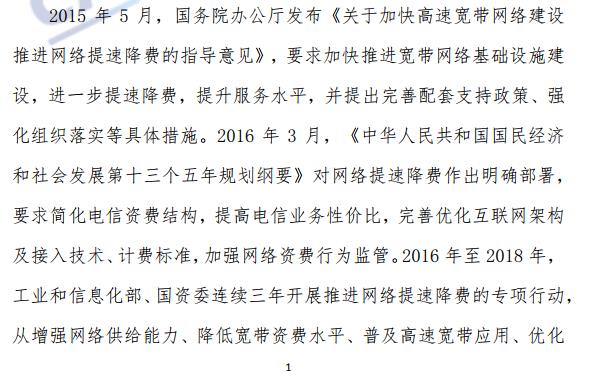 2015 年 5 月，国务院办公厅发布《关于加快高速宽带网络建设
推进网络提速降费的指导意见》，要求加快推进宽带网络基础设施建
设，进一步提速降费，提升服务水平，并提出完善配套支持政策、强
化组织落实等具体措施。2016 年 3 月，《中华人民共和国国民经济
和社会发展第十三个五年规划纲要》对网络提速降费作出明确部署，
要求简化电信资费结构，提高电信业务性价比，完善优化互联网架构
及接入技术、计费标准，加强网络资费行为监管。2016 年至 2018 年，
工业和信息化部、国资委连续三年开展推进网络提速降费的专项行动，
从增强网络供给能力、降低宽带资费水平、普及高速宽带应用、优化
1